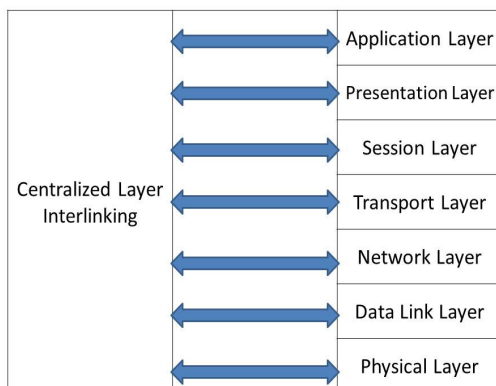 Centralized Layer
Interlinking
Application Layer
Presentation Layer
Session Layer
Transport Layer
Network Layer
Data Link Layer
Physical Layer